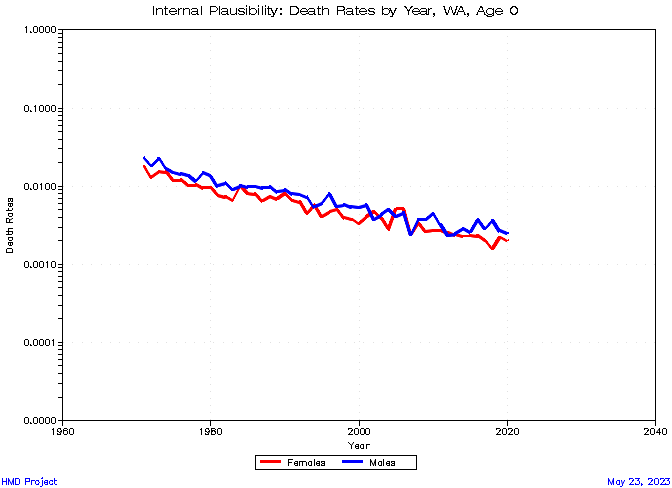 Internal Plausibility: Death Rates by Year, WA, Age 0
1.0000
0.1000
0.0100
0.0010
0.0001
0.0000
Death Rates
1960 1980 2000 2020 2040
Year
Females Males
HMD Project May 23, 2023